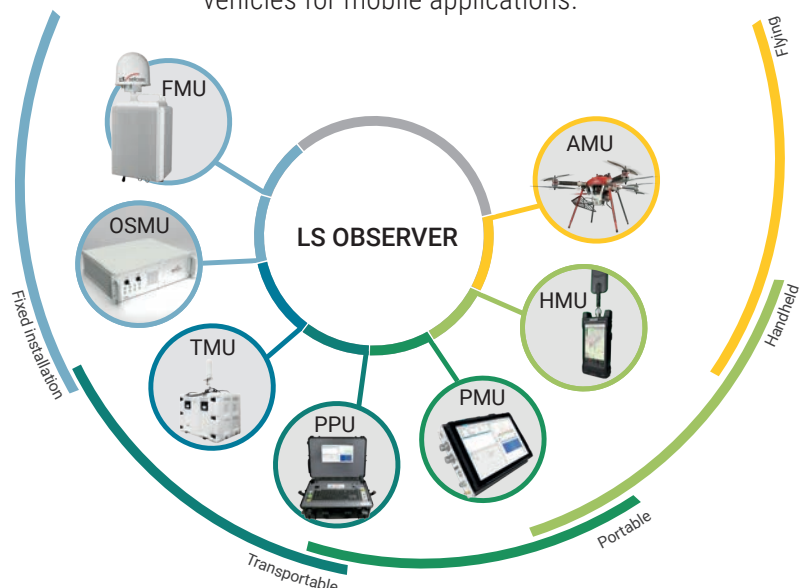 vehicles for mobile applications.
FMU
AMU
OSMU
LS OBSERVER
HMU
TMU
PMU
PPU
Flying
Handheld
Fixed installation
Portable
Transportable